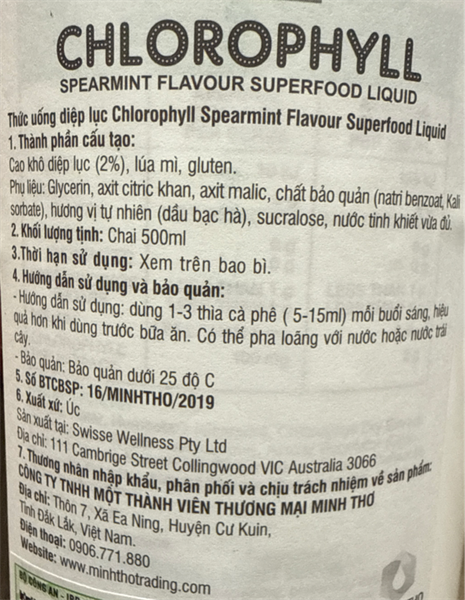 CHLOROPHYLL
SPEARMINT FLAVOUR SUPERFOOD LIQUID
Thức uống diệp lục Chlorophyll Spearmint Flavour Superfood Liquid
1. Thành phần cấu tạo:
Cao khô diệp lục (2%), lúa mì, gluten.
Phụ liệu: Glycerin, axit citric khan, axit malic, chất bảo quản (natri benzoat, Kali
sorbate), hương vị tự nhiên (dầu bạc hà), sucralose, nước tinh khiết vừa đủ.
2. Khối lượng tịnh: Chai 500ml
3.Thời hạn sử dụng: Xem trên bao bì.
4. Hướng dẫn sử dụng và bảo quản:
- Hướng dẫn sử dụng: dùng 1-3 thìa cà phê ( 5-15ml) mỗi buổi sáng, hiệu
quả hơn khi dùng trước bữa ăn. Có thể pha loãng với nước hoặc nước trái
cây.
- Bảo quản: Bảo quản dưới 25 độ C
5. Số BTCBSP: 16/MINHTHO/2019
6. Xuất xứ: Úc
Sản xuất tại: Swisse Wellness Pty Ltd
Địa chỉ: 111 Cambrige Street Collingwood VIC Australia 3066
7. Thương nhân nhập khẩu, phân phối và chịu trách nhiệm về sản phẩm:
CÔNG TY TNHH MỘT THÀNH VIÊN THƯƠNG MẠI MINH THƠ
Địa chỉ: Thôn 7, Xã Ea Ning, Huyện Cư Kuin,
Tỉnh Đắk Lắk, Việt Nam.
Điện thoại: 0906.771.880
Website: www.minhthotrading.com
BỘ CÔNG AN